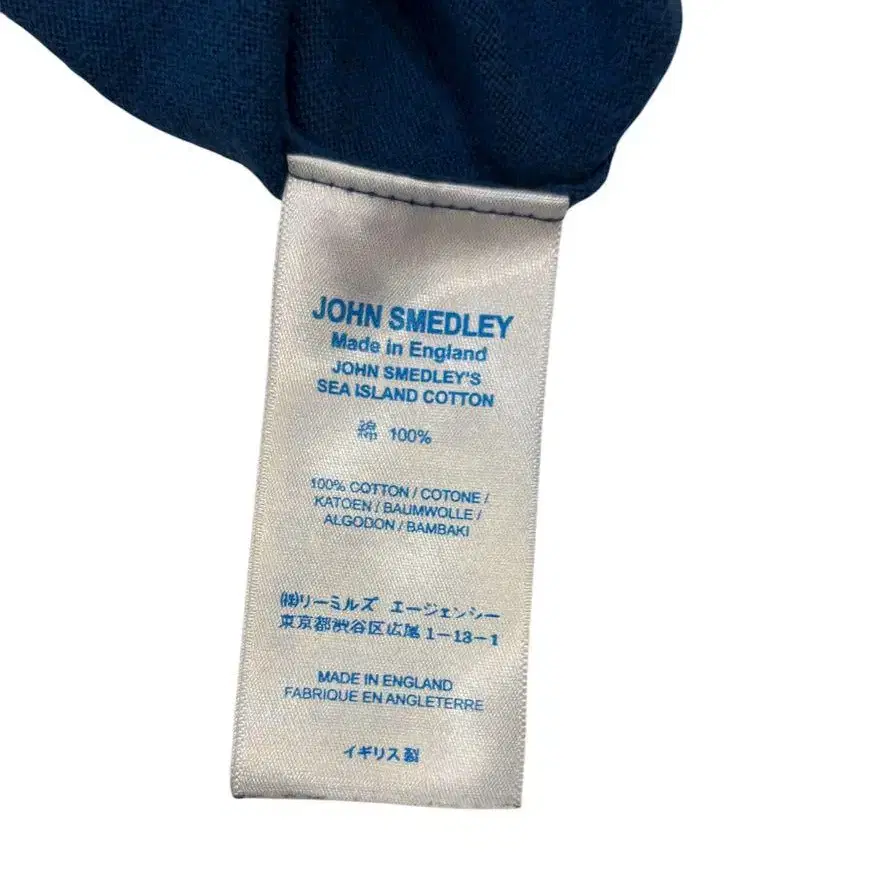 JOHN SMEDLEY
Made in England
JOHN SMEDLEY'S
SEA ISLAND COTTON
綿 100%
100% COTTON / COTONE /
KATOEN / BAUMWOLLE /
ALGODON / BAMBAKI
㈱リーミルズ エージェンシー
東京都渋谷区広尾 1-13-1
MADE IN ENGLAND
FABRIQUE EN ANGLETERRE
イギリス製